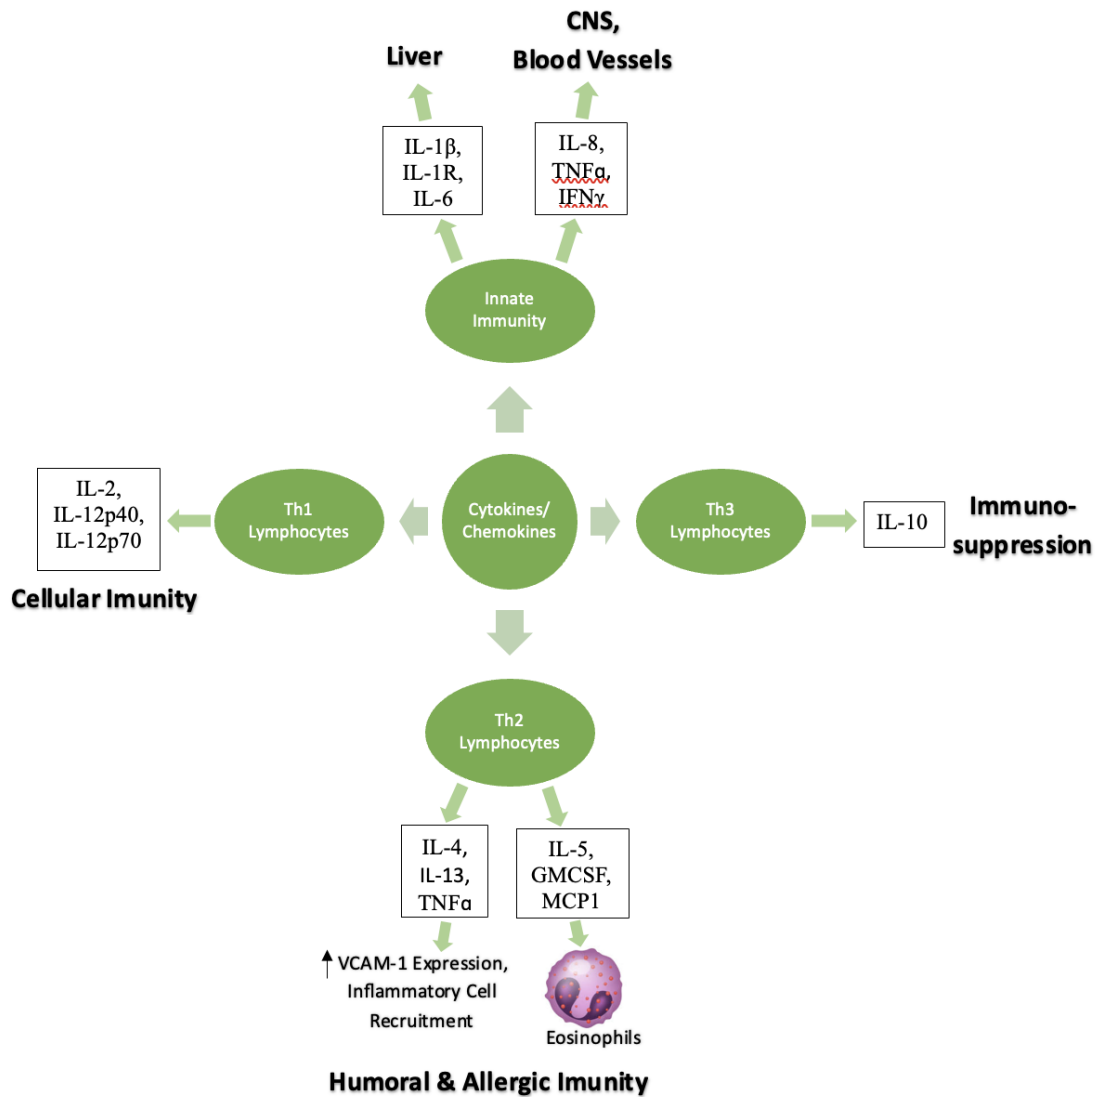 CNS,
Blood Vessels
Liver
IL-1β,
IL-1R,
IL-6
IL-8,
TNFα,
IFNγ
Innate
Immunity
IL-2,
IL-12p40,
IL-12p70
Cellular Imunity
Th1
Lymphocytes
Cytokines/
Chemokines
Th3
Lymphocytes
IL-10
Immuno-
suppression
Th2
Lymphocytes
IL-4,
IL-13,
TNFα
IL-5,
GMCSF,
MCP1
VCAM-1 Expression,
Inflammatory Cell
Recruitment
Eosinophils
Humoral & Allergic Imunity